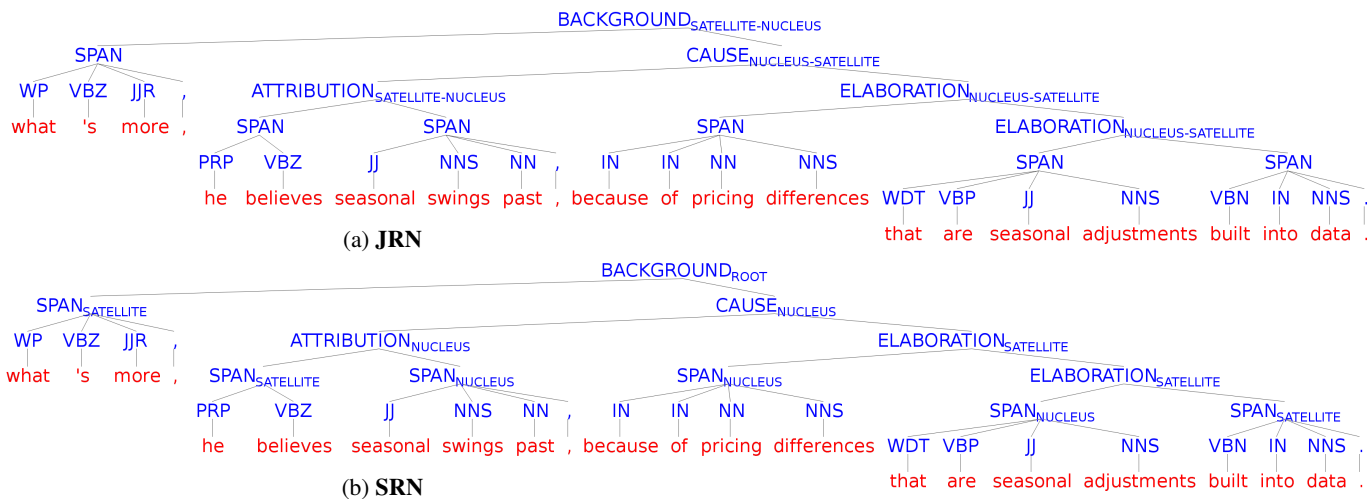 BACKGROUND SATELLITE-NUCLEUS
SPAN CAUSE NUCLEUS-SATELLITE
WP VBZ JJR , ATTRIBUTION SATELLITE-NUCLEUS ELABORATION NUCLEUS-SATELLITE
what 's more , SPAN SPAN SPAN ELABORATION NUCLEUS-SATELLITE
PRP VBZ JJ NNS NN , IN IN NN NNS SPAN SPAN
he believes seasonal swings past , because of pricing differences WDT VBP JJ NNS VBN IN NNS .
that are seasonal adjustments built into data .
(a) JRN
BACKGROUND ROOT
SPAN SATELLITE CAUSE NUCLEUS
WP VBZ JJR , ATTRIBUTION NUCLEUS ELABORATION SATELLITE
what 's more , SPAN SATELLITE SPAN NUCLEUS SPAN NUCLEUS ELABORATION SATELLITE
PRP VBZ JJ NNS NN , IN IN NN NNS SPAN NUCLEUS SPAN SATELLITE
he believes seasonal swings past , because of pricing differences WDT VBP JJ NNS VBN IN NNS .
that are seasonal adjustments built into data .
(b) SRN